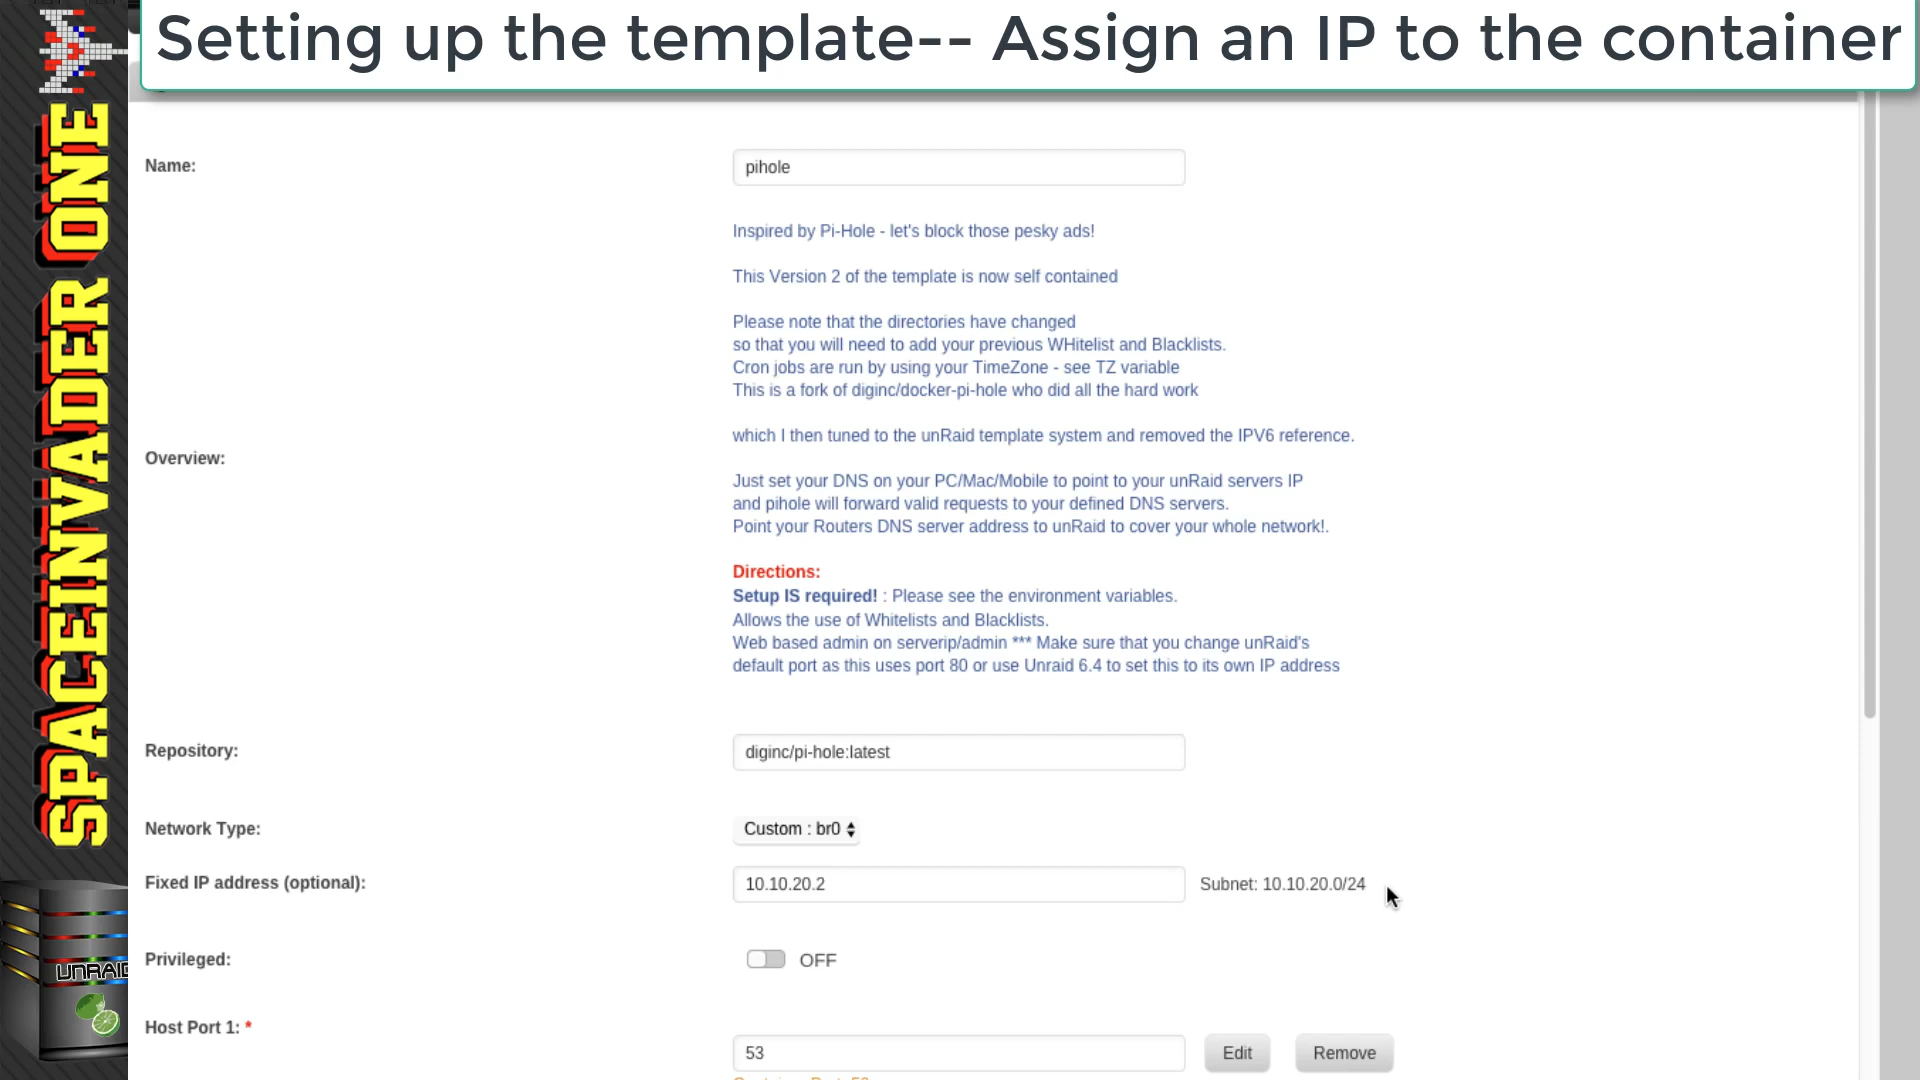 Setting up the template-- Assign an IP to the container
SPACEINVADER ONE
Name:
pihole
Inspired by Pi-Hole - let's block those pesky ads!
This Version 2 of the template is now self contained
Please note that the directories have changed
so that you will need to add your previous WHitelist and Blacklists.
Cron jobs are run by using your TimeZone - see TZ variable
This is a fork of diginc/docker-pi-hole who did all the hard work
which I then tuned to the unRaid template system and removed the IPV6 reference.
Overview:
Just set your DNS on your PC/Mac/Mobile to point to your unRaid servers IP
and pihole will forward valid requests to your defined DNS servers.
Point your Routers DNS server address to unRaid to cover your whole network!.
Directions:
Setup IS required! : Please see the environment variables.
Allows the use of Whitelists and Blacklists.
Web based admin on serverip/admin *** Make sure that you change unRaid's
default port as this uses port 80 or use Unraid 6.4 to set this to its own IP address
Repository:
diginc/pi-hole:latest
Network Type:
Custom : br0
Fixed IP address (optional):
10.10.20.2
Subnet: 10.10.20.0/24
Privileged:
OFF
UNRAID
Host Port 1: *
53
Edit
Remove